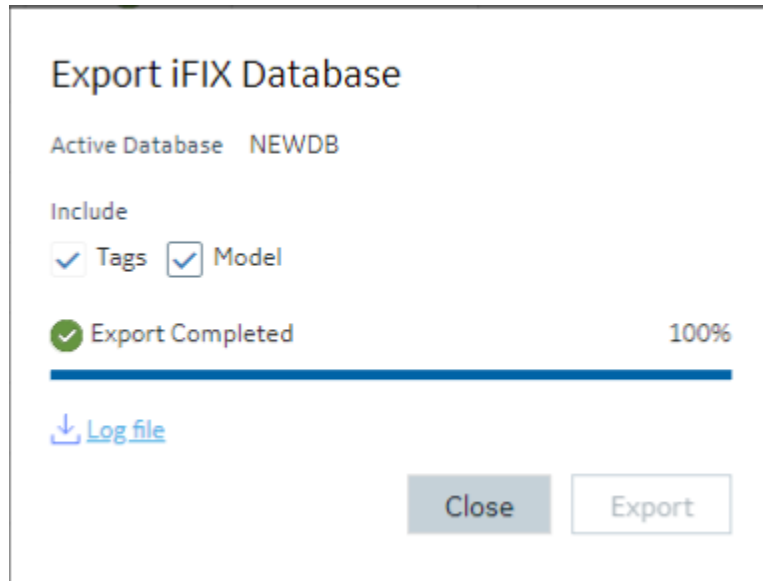 Export iFIX Database
Active Database NEWDB
Include
Tags Model
Export Completed 100%
Log file
Close Export